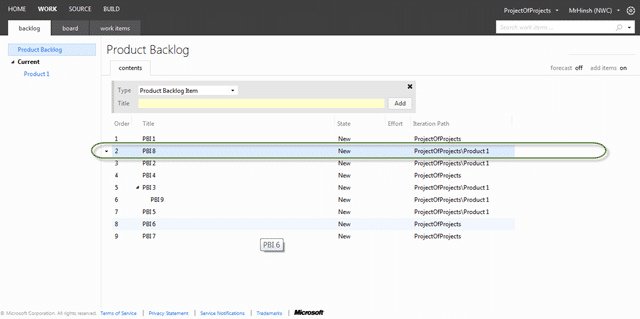 HOME WORK SOURCE BUILD ProjectOfProjects MrHinsh (NWC)
backlog board work items Search work items...
Product Backlog
Current
Product 1
Product Backlog
contents forecast off add items on
Type Product Backlog Item
Title Add
Order Title State Effort Iteration Path
1 PBI 1 New ProjectOfProjects
2 PBI 8 New ProjectOfProjects\Product 1
3 PBI 2 New ProjectOfProjects\Product 1
4 PBI 4 New ProjectOfProjects
5 PBI 3 New ProjectOfProjects\Product 1
6 PBI 9 New ProjectOfProjects\Product 1
7 PBI 5 New ProjectOfProjects\Product 1
8 PBI 6 New ProjectOfProjects
9 PBI 7 New ProjectOfProjects
PBI 6
© Microsoft Corporation. All rights reserved. Terms of Service | Privacy Statement | Service Notifications | Trademarks | Microsoft